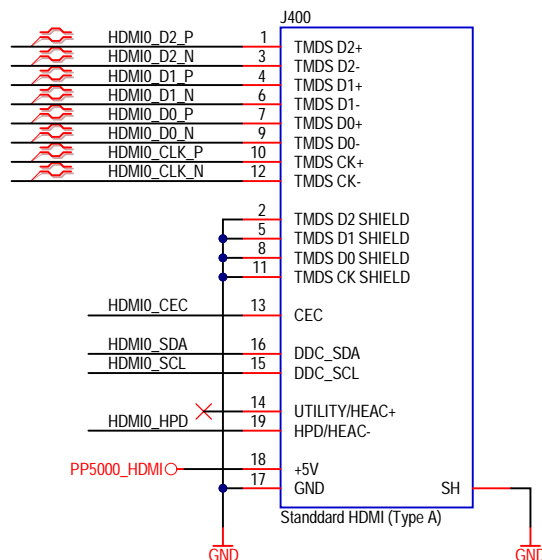 J400
HDMI0_D2_P 1 TMDS D2+
HDMI0_D2_N 3 TMDS D2-
HDMI0_D1_P 4 TMDS D1+
HDMI0_D1_N 6 TMDS D1-
HDMI0_D0_P 7 TMDS D0+
HDMI0_D0_N 9 TMDS D0-
HDMI0_CLK_P 10 TMDS CK+
HDMI0_CLK_N 12 TMDS CK-
2 TMDS D2 SHIELD
5 TMDS D1 SHIELD
8 TMDS D0 SHIELD
11 TMDS CK SHIELD
HDMI0_CEC 13 CEC
HDMI0_SDA 16 DDC_SDA
HDMI0_SCL 15 DDC_SCL
14 UTILITY/HEAC+
HDMI0_HPD 19 HPD/HEAC-
PP5000_HDMI 18 +5V
17 GND SH
Standdard HDMI (Type A)
GND GND